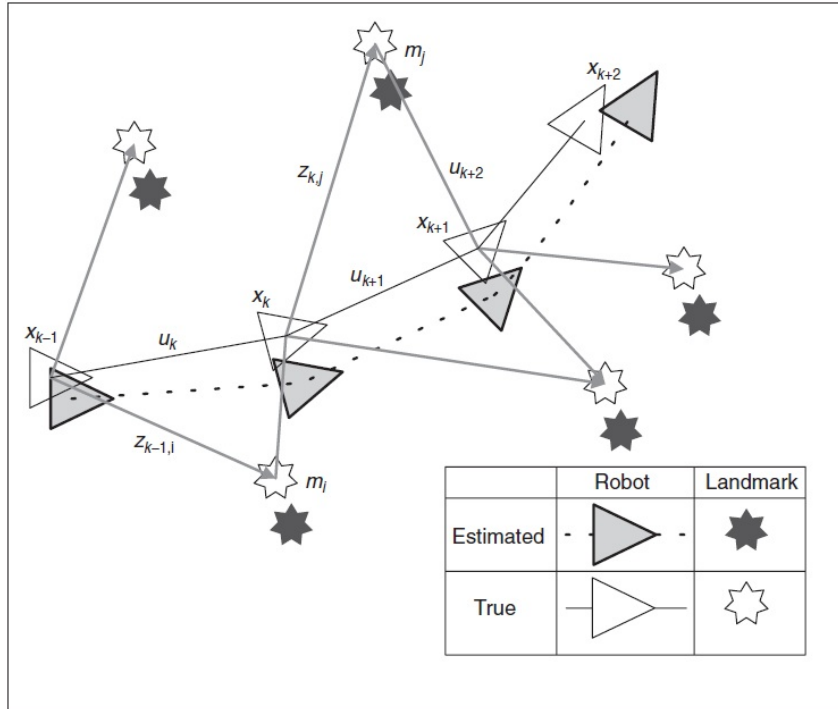 m_j
x_{k+2}
z_{k,j}
u_{k+2}
x_{k+1}
u_{k+1}
x_k
x_{k–1}
u_k
z_{k–1,i}
m_i
Robot Landmark
Estimated
True